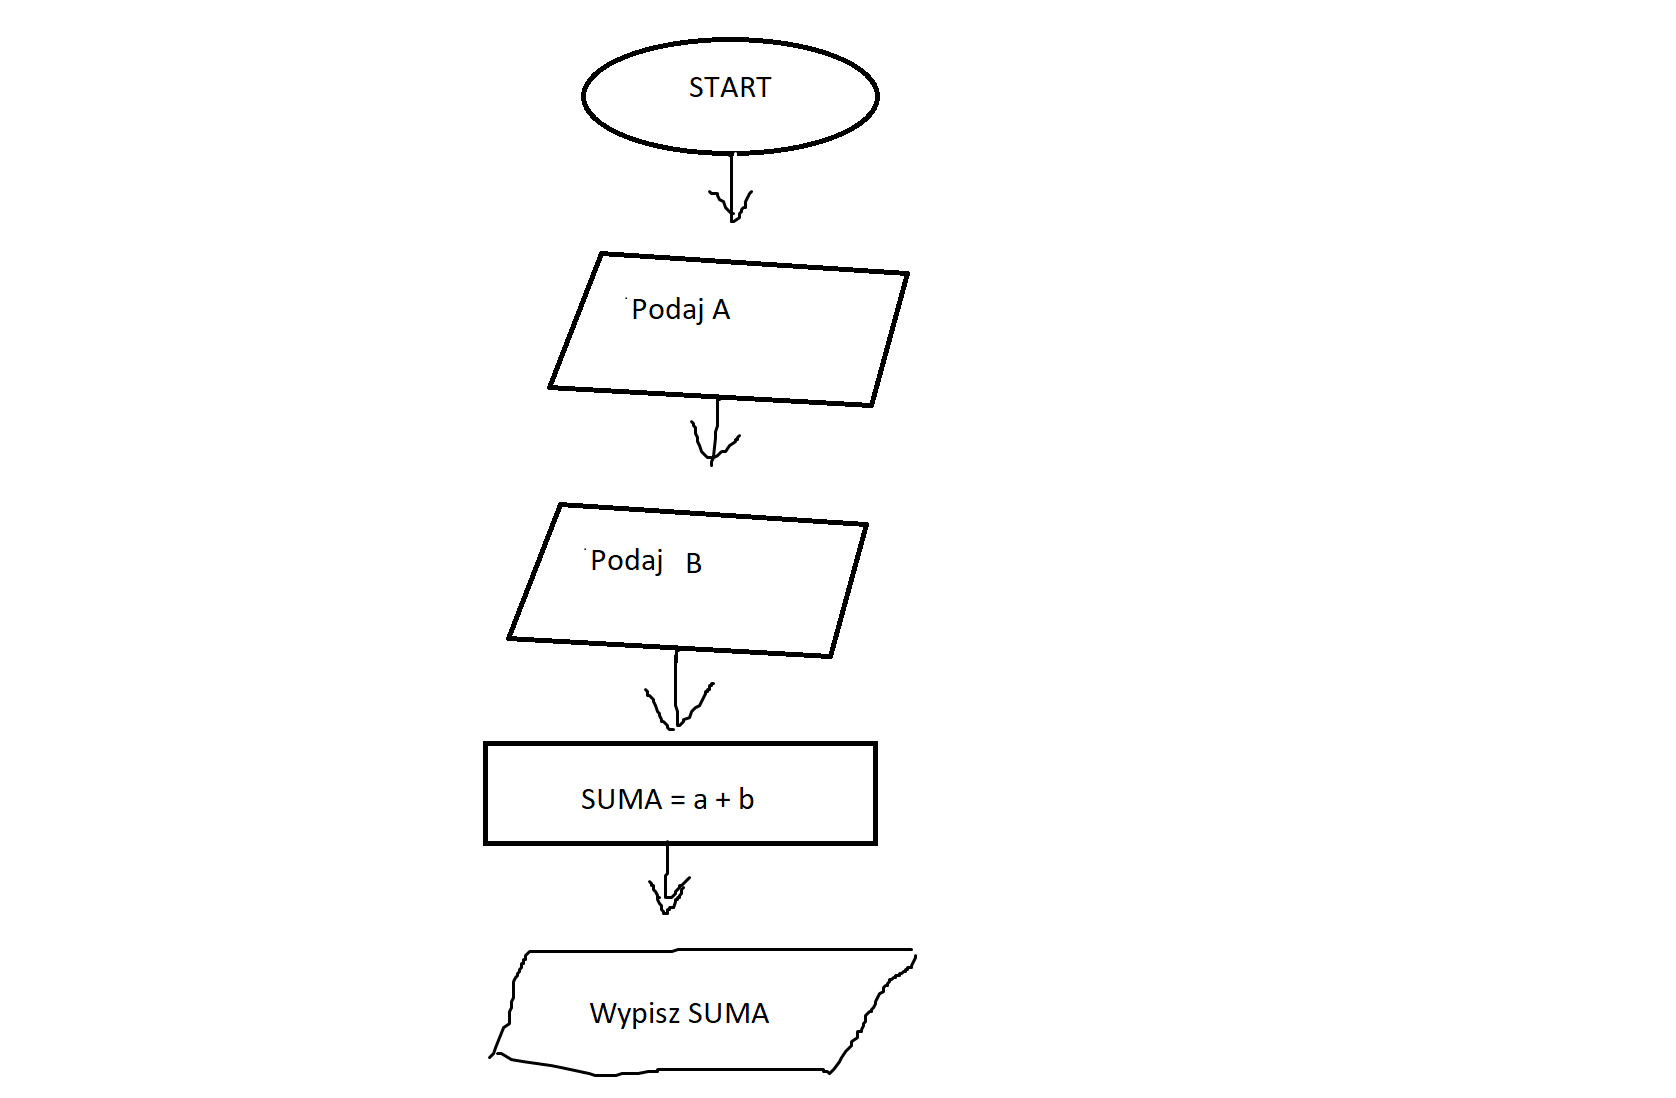 START
Podaj A
Podaj B
SUMA = a + b
Wypisz SUMA